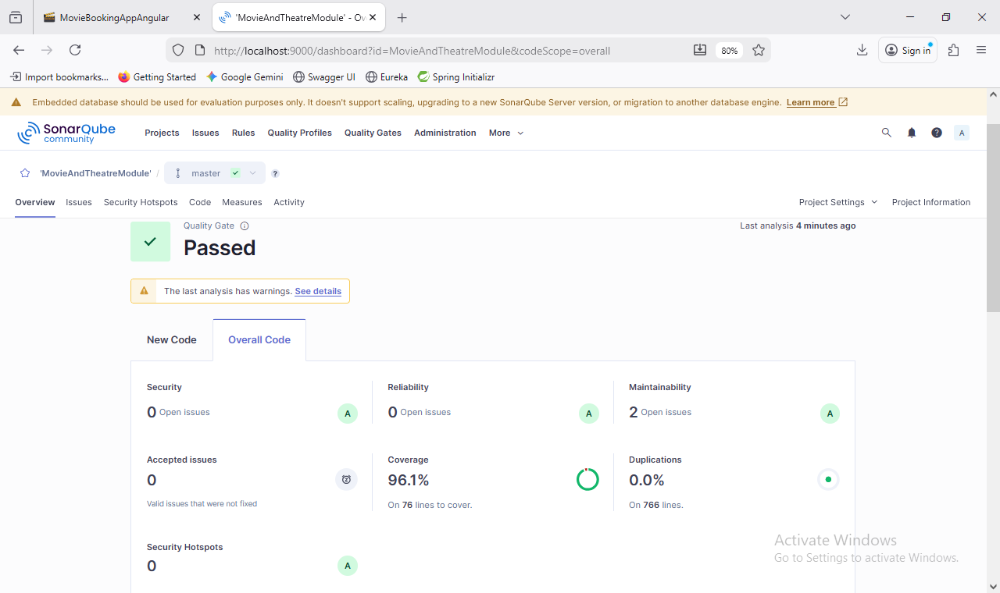 MovieBookingAppAngular
'MovieAndTheatreModule' - Ov
http://localhost:9000/dashboard?id=MovieAndTheatreModule&codeScope=overall
80%
Sign in
Import bookmarks...
Getting Started
Google Gemini
Swagger UI
Eureka
Spring Initializr
Embedded database should be used for evaluation purposes only. It doesn't support scaling, upgrading to a new SonarQube Server version, or migration to another database engine. Learn more
SonarQube
community
Projects
Issues
Rules
Quality Profiles
Quality Gates
Administration
More
A
'MovieAndTheatreModule' /
master
Overview
Issues
Security Hotspots
Code
Measures
Activity
Project Settings
Project Information
Quality Gate
Last analysis 4 minutes ago
Passed
The last analysis has warnings. See details
New Code
Overall Code
Security
0 Open issues
A
Reliability
0 Open issues
A
Maintainability
2 Open issues
A
Accepted issues
0
Valid issues that were not fixed
Coverage
96.1%
On 76 lines to cover.
Duplications
0.0%
On 766 lines.
Security Hotspots
0
A
Activate Windows
Go to Settings to activate Windows.